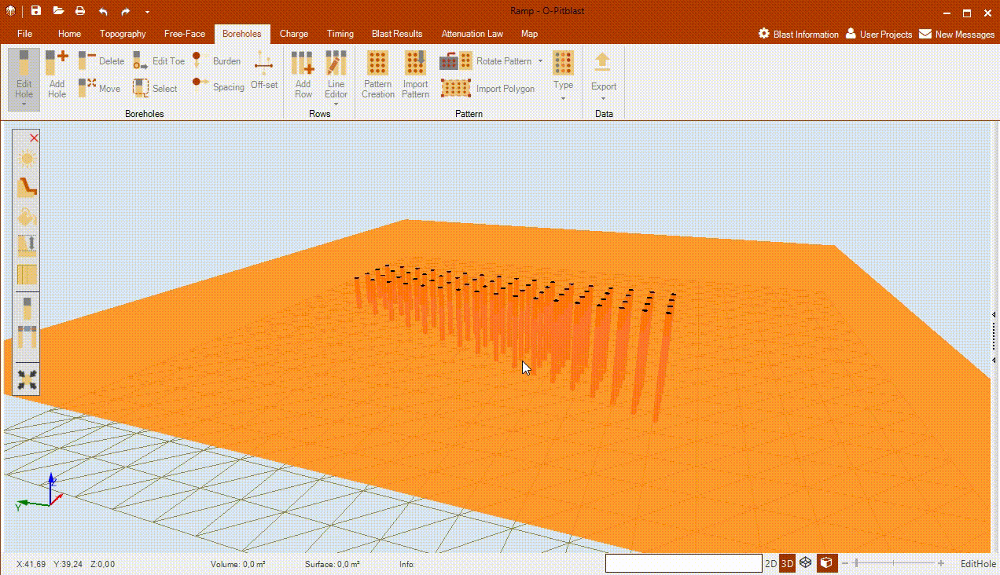 Ramp - O-Pitblast
File Home Topography Free-Face Boreholes Charge Timing Blast Results Attenuation Law Map Blast Information User Projects New Messages
Edit Hole
Add Hole
Delete
Move
Edit Toe
Select
Burden
Spacing
Off-set
Add Row
Line Editor
Pattern Creation
Import Pattern
Rotate Pattern
Import Polygon
Type
Export
Boreholes Rows Pattern Data
Z
Y
X:41,69 Y:39,24 Z:0,00 Volume: 0,0 m³ Surface: 0,0 m² Info: 2D 3D EditHole